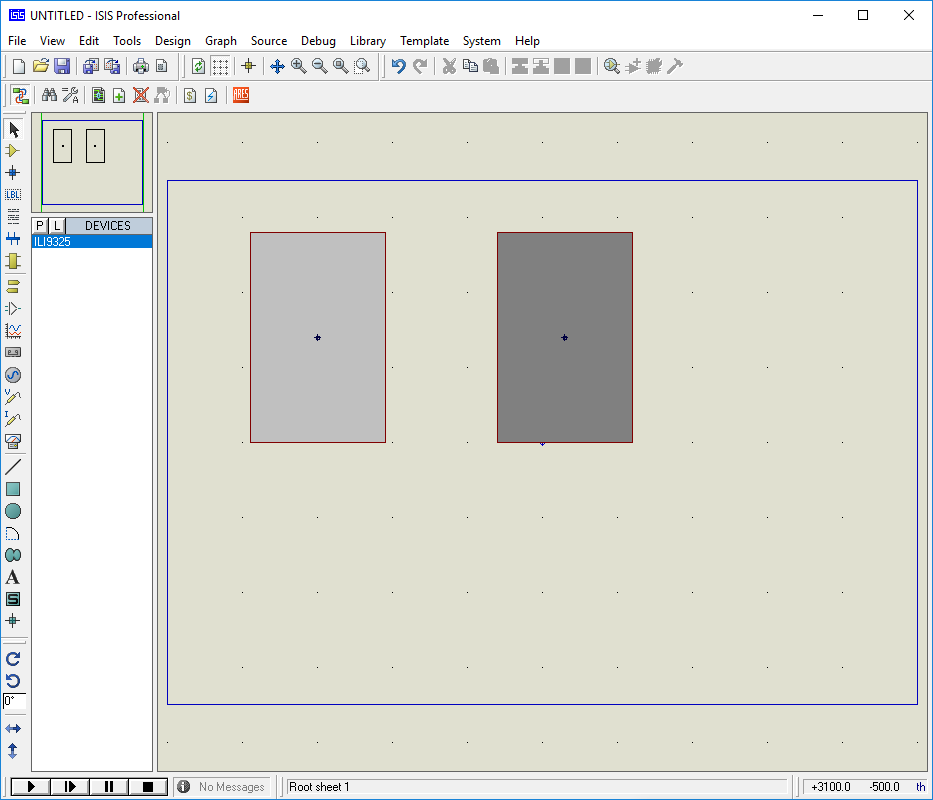 isis UNTITLED - ISIS Professional
File View Edit Tools Design Graph Source Debug Library Template System Help
ARES
LBL
P L DEVICES
ILI9325
V
I
A
S
0°
No Messages
Root sheet 1
+3100.0 -500.0 th